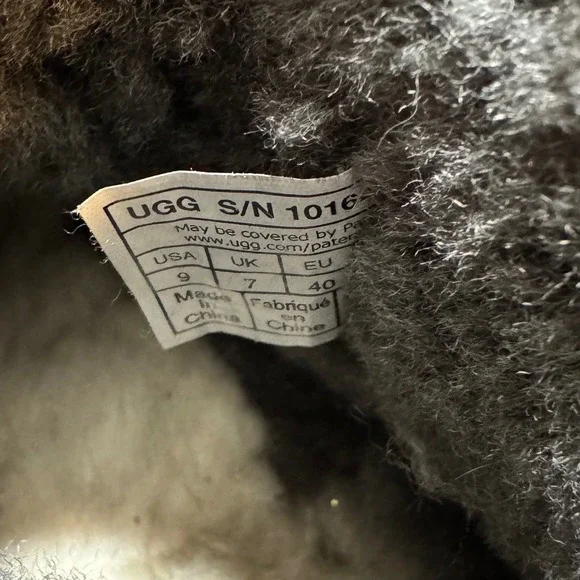 UGG S/N 1016
May be covered by
www.ugg.com/pate
USA UK EU
9 7 40
Made Fabriqué
in en
China Chine